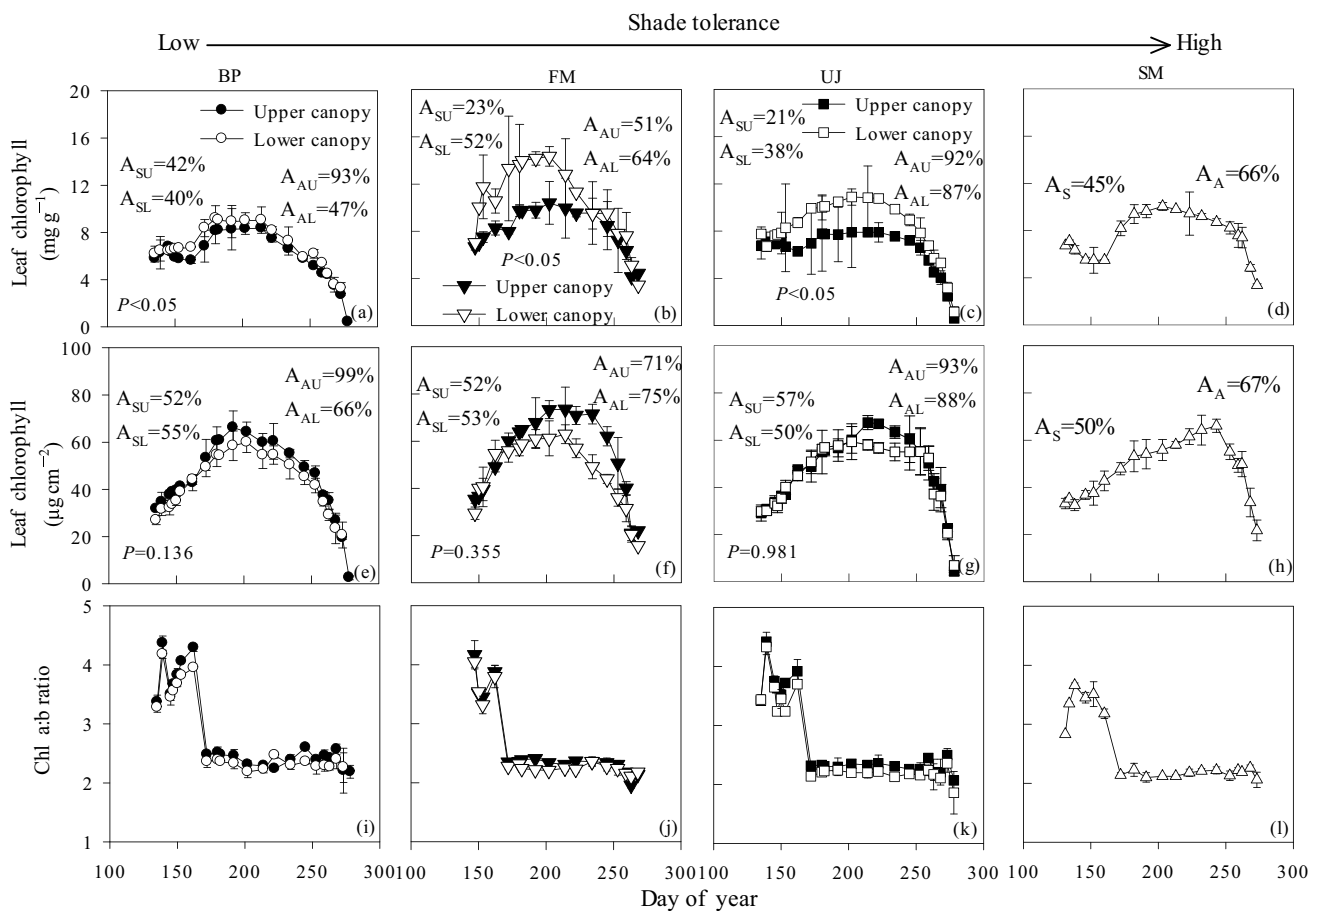 Shade tolerance
Low High
BP FM UJ SM
Leaf chlorophyll
(mg g⁻¹)
20
16
12
8
4
0
Upper canopy
Lower canopy
A_SU=42%
A_SL=40%
A_AU=93%
A_AL=47%
P<0.05
(a)
A_SU=23%
A_SL=52%
A_AU=51%
A_AL=64%
P<0.05
Upper canopy
Lower canopy
(b)
Upper canopy
Lower canopy
A_SU=21%
A_SL=38%
A_AU=92%
A_AL=87%
P<0.05
(c)
A_S=45%
A_A=66%
(d)
Leaf chlorophyll
(μg cm⁻²)
100
80
60
40
20
0
A_SU=52%
A_SL=55%
A_AU=99%
A_AL=66%
P=0.136
(e)
A_SU=52%
A_SL=53%
A_AU=71%
A_AL=75%
P=0.355
(f)
A_SU=57%
A_SL=50%
A_AU=93%
A_AL=88%
P=0.981
(g)
A_S=50%
A_A=67%
(h)
Chl a:b ratio
5
4
3
2
1
(i)
(j)
(k)
(l)
100 150 200 250 300 100 150 200 250 300 100 150 200 250 300 100 150 200 250 300
Day of year